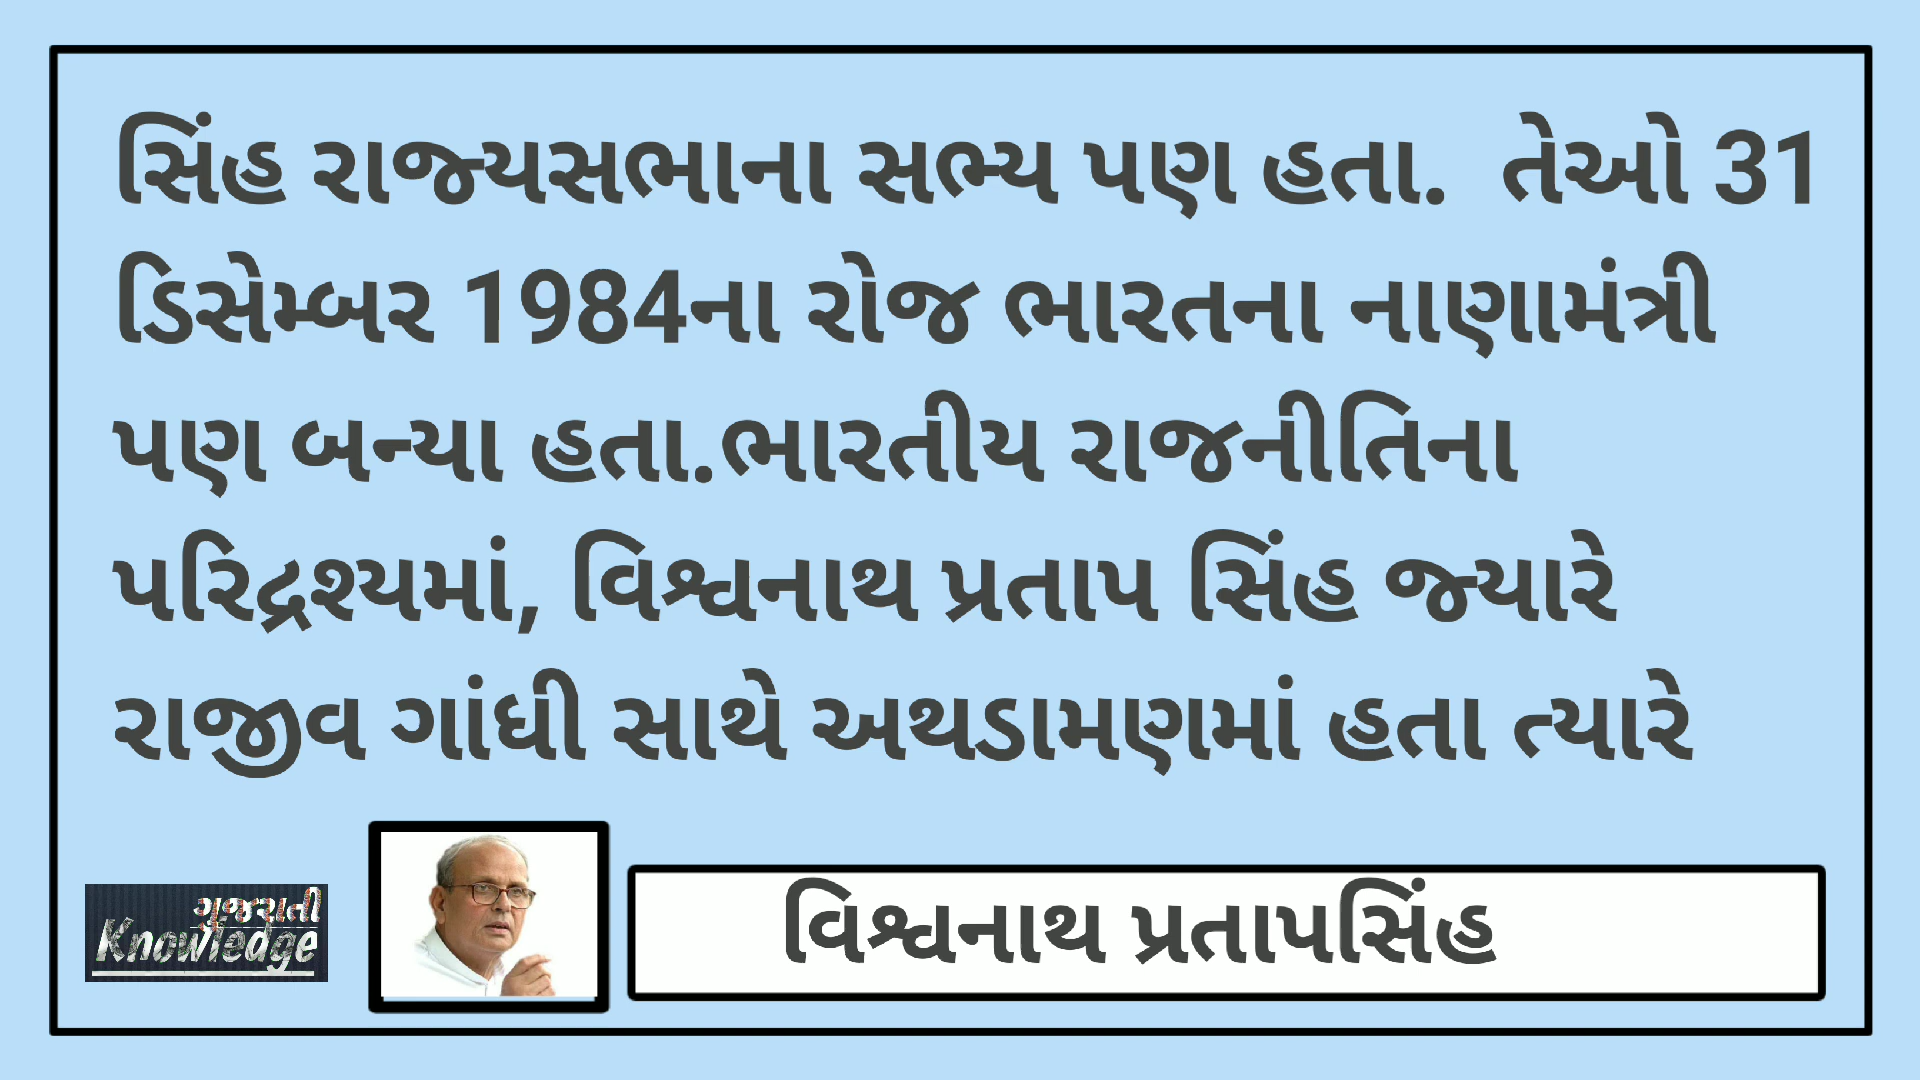 સિંહ રાજ્યસભાના સભ્ય પણ હતા.  તેઓ 31
ડિસેમ્બર 1984ના રોજ ભારતના નાણામંત્રી
પણ બન્યા હતા.ભારતીય રાજનીતિના
પરિદ્રશ્યમાં, વિશ્વનાથ પ્રતાપ સિંહ જ્યારે
રાજીવ ગાંધી સાથે અથડામણમાં હતા ત્યારે
ગુજરાતી
Knowledge
વિશ્વનાથ પ્રતાપસિંહ